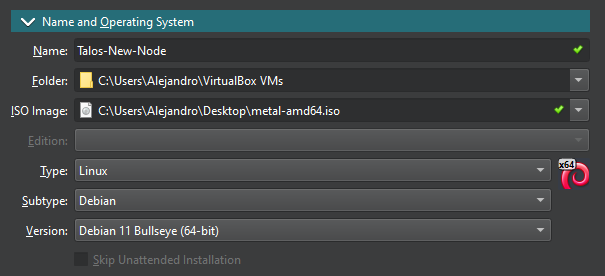 Name and Operating System
Name: Talos-New-Node
Folder: C:\Users\Alejandro\VirtualBox VMs
ISO Image: C:\Users\Alejandro\Desktop\metal-amd64.iso
Edition:
Type: Linux
x64
Subtype: Debian
Version: Debian 11 Bullseye (64-bit)
Skip Unattended Installation